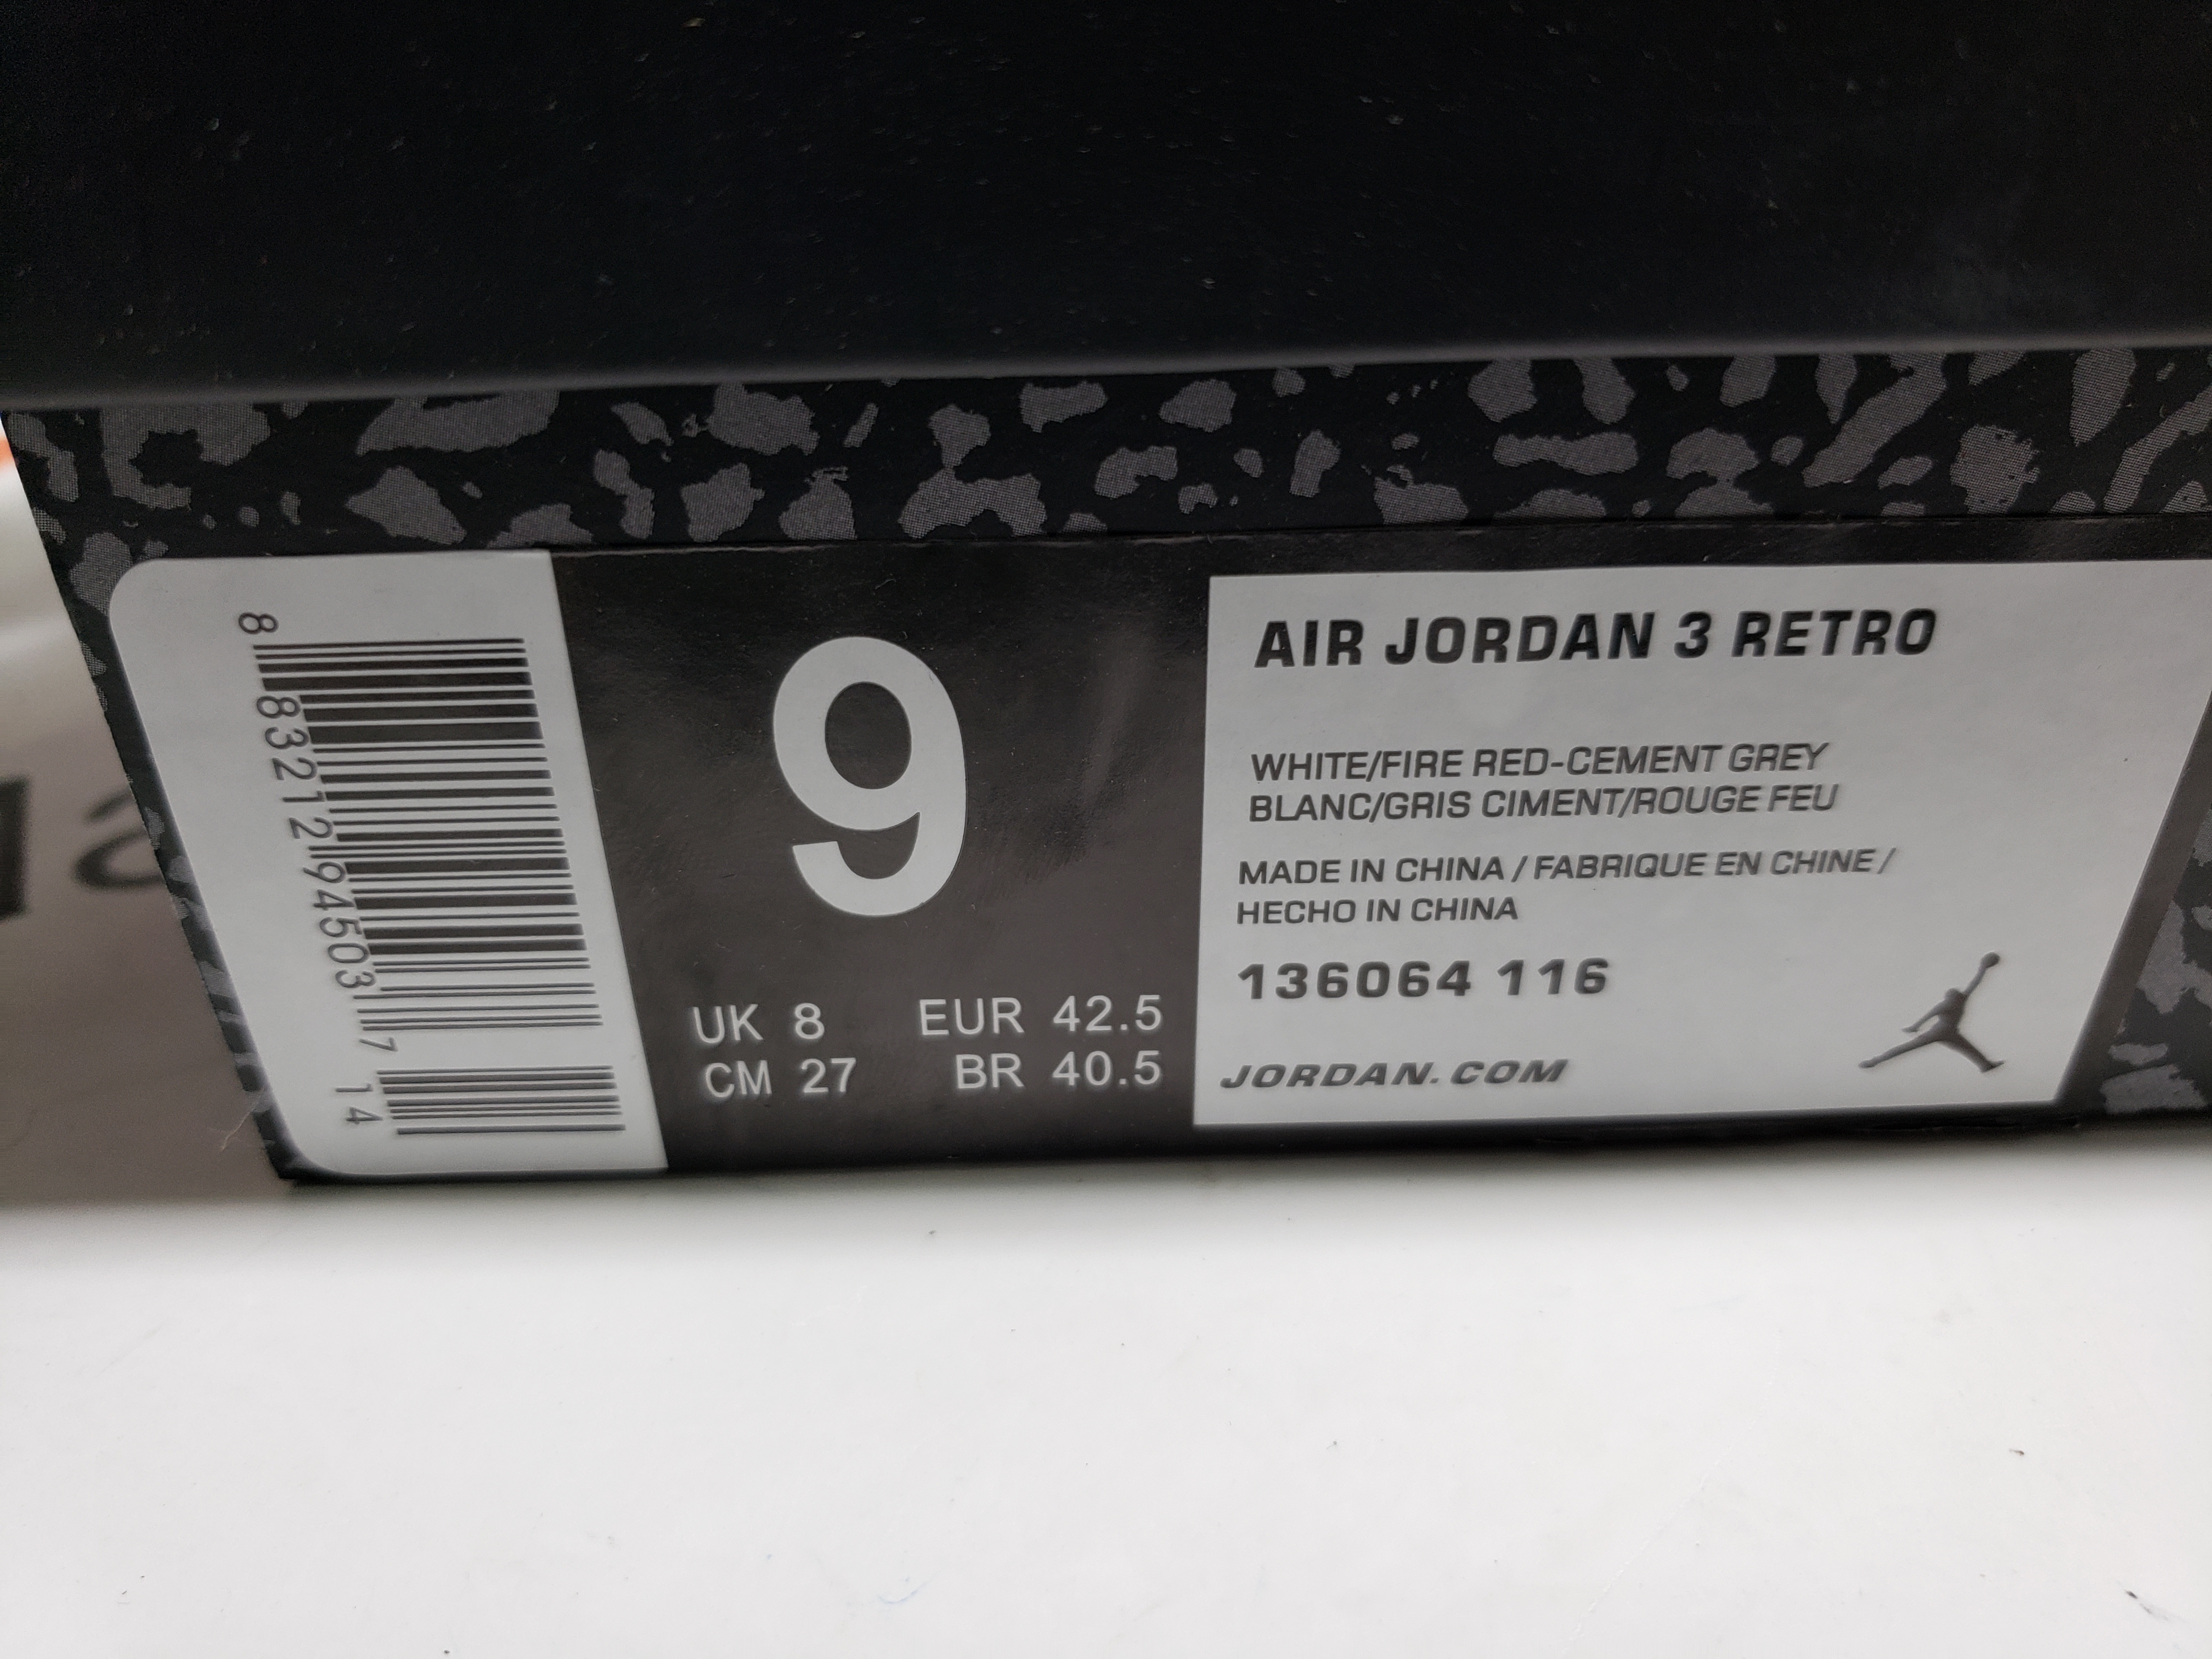 8 83212 94503 7 14
9
UK 8 EUR 42.5
CM 27 BR 40.5
AIR JORDAN 3 RETRO
WHITE/FIRE RED-CEMENT GREY
BLANC/GRIS CIMENT/ROUGE FEU
MADE IN CHINA / FABRIQUE EN CHINE /
HECHO IN CHINA
136064 116
JORDAN.COM